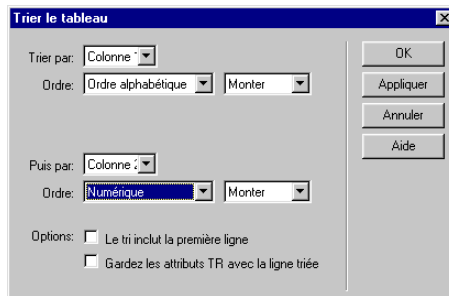 Trier le tableau
Trier par: Colonne 1
Ordre: Ordre alphabétique Monter
Puis par: Colonne 2
Ordre: Numérique Monter
Options: Le tri inclut la première ligne
Gardez les attributs TR avec la ligne triée
OK
Appliquer
Annuler
Aide